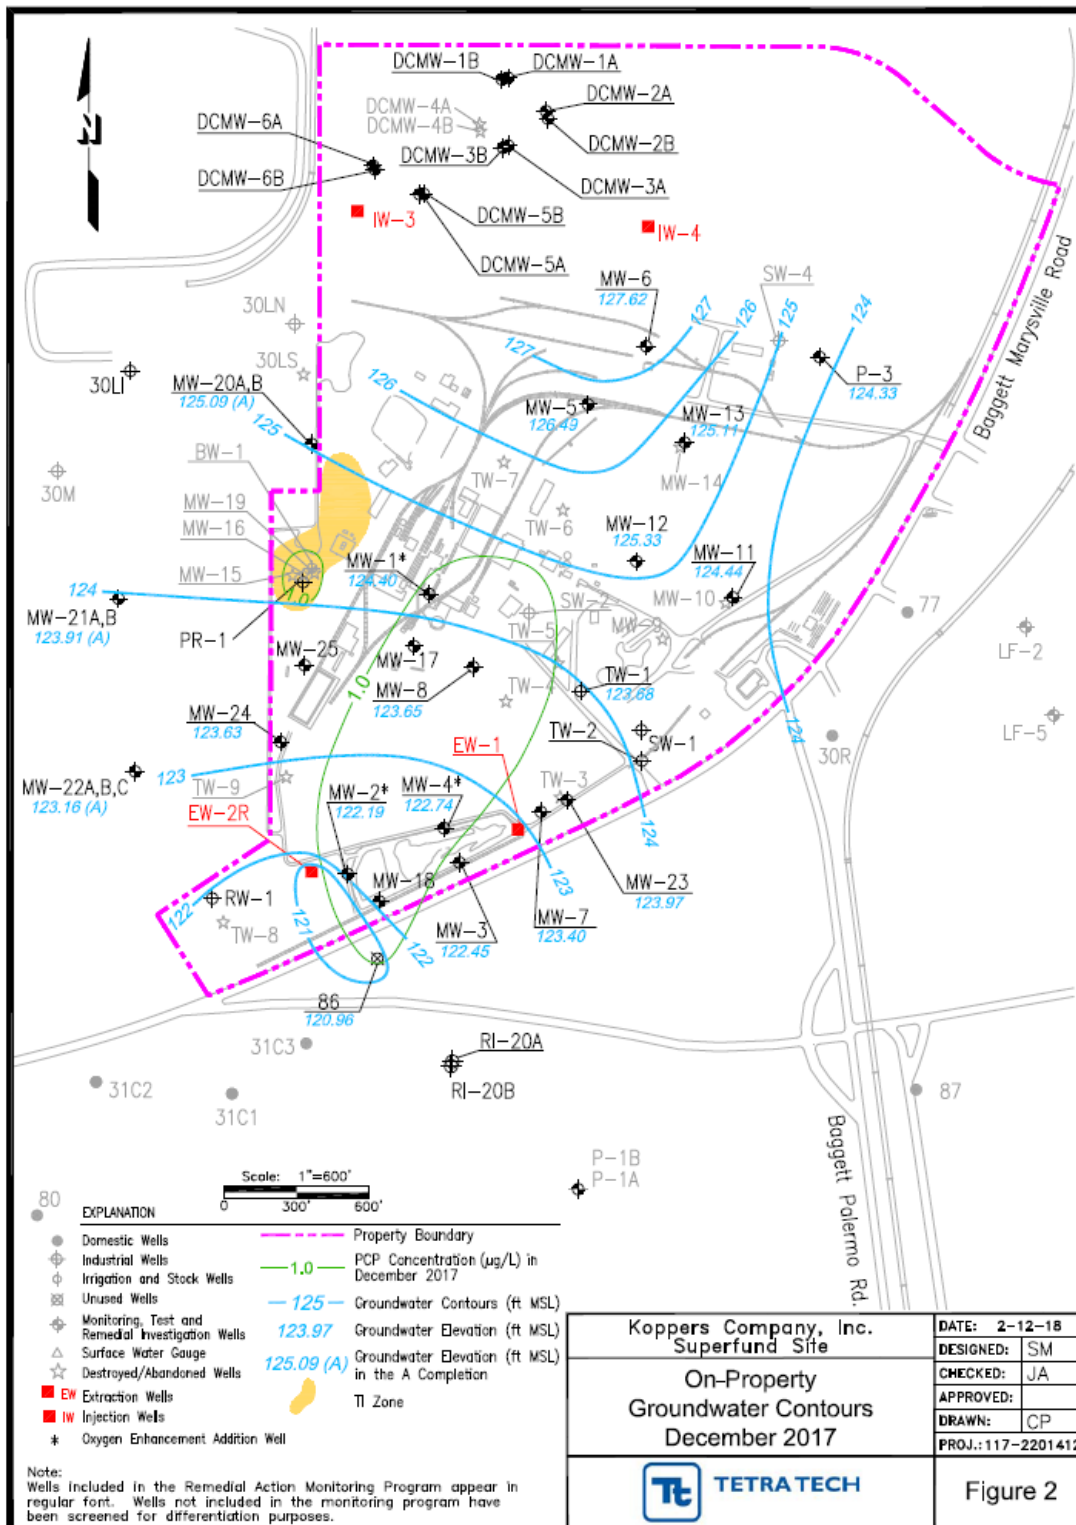 N
DCMW-1B
DCMW-1A
DCMW-2A
DCMW-4A
DCMW-4B
DCMW-6A
DCMW-3B
DCMW-2B
DCMW-6B
DCMW-3A
DCMW-5B
IW-3
IW-4
DCMW-5A
MW-6
127.62
SW-4
Baggett Marysville Road
30LN
127
126
125
124
30LS
127
30LI
MW-20A,B
125.09 (A)
126
P-3
124.33
MW-5
126.49
MW-13
125.11
125
BW-1
30M
TW-7
MW-14
MW-19
MW-16
TW-6
MW-12
125.33
MW-15
MW-1*
124.40
MW-11
124.44
1.0
124
MW-21A,B
123.91 (A)
SW-2
MW-10
77
PR-1
TW-5
MW-9
LF-2
MW-25
MW-17
1.0
MW-8
123.65
TW-4
TW-1
123.68
MW-24
123.63
TW-2
SW-1
124
30R
LF-5
EW-1
MW-22A,B,C
123.16 (A)
123
TW-9
MW-2*
122.19
MW-4*
122.74
TW-3
EW-2R
124
123
MW-23
123.97
122
RW-1
MW-18
121
TW-8
MW-3
122.45
MW-7
123.40
122
86
120.96
31C3
RI-20A
31C2
31C1
RI-20B
87
Baggett Palermo Rd.
P-1B
P-1A
80
Scale: 1"=600'
0 300' 600'
EXPLANATION
Domestic Wells
Industrial Wells
Irrigation and Stock Wells
Unused Wells
Monitoring, Test and
Remedial Investigation Wells
Surface Water Gauge
Destroyed/Abandoned Wells
EW Extraction Wells
IW Injection Wells
* Oxygen Enhancement Addition Well
Property Boundary
1.0 PCP Concentration (µg/L) in
December 2017
125 Groundwater Contours (ft MSL)
123.97 Groundwater Elevation (ft MSL)
125.09 (A) Groundwater Elevation (ft MSL)
in the A Completion
TI Zone
Note:
Wells included in the Remedial Action Monitoring Program appear in
regular font. Wells not included in the monitoring program have
been screened for differentiation purposes.
Koppers Company, Inc.
Superfund Site
On-Property
Groundwater Contours
December 2017
Tt TETRA TECH
DATE: 2-12-18
DESIGNED: SM
CHECKED: JA
APPROVED:
DRAWN: CP
PROJ.: 117-2201412
Figure 2